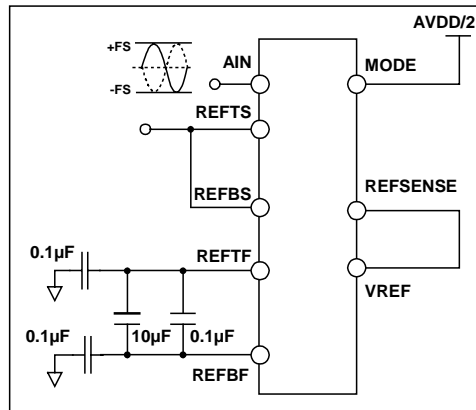 AVDD/2
+FS
-FS
AIN
MODE
REFTS
REFBS
REFSENSE
0.1µF
REFTF
VREF
0.1µF
10µF
0.1µF
REFBF